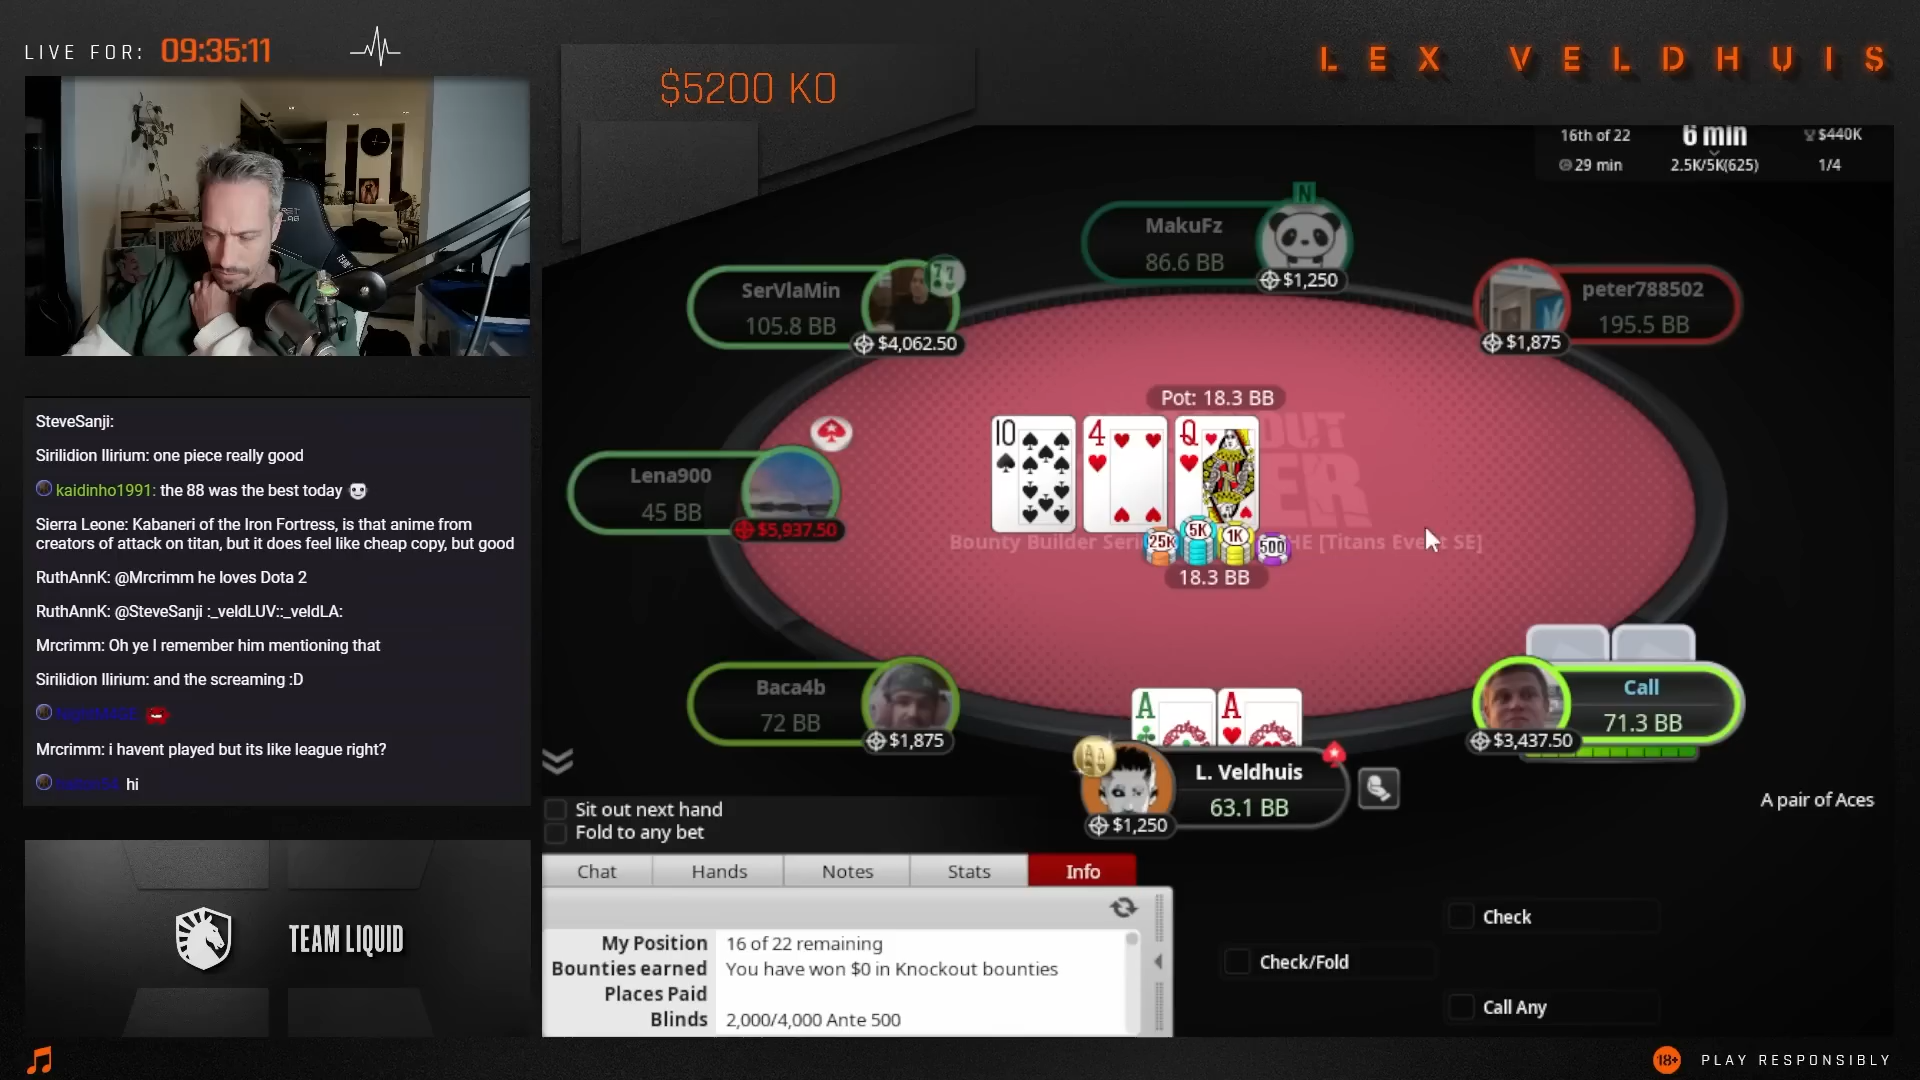 LIVE FOR: 09:35:11
$5200 KO
LEX VELDHUIS
16th of 22
6 min
$440K
29 min
2.5K/5K(625)
1/4
MakuFz
86.6 BB
N
$1,250
SerVlaMin
105.8 BB
$4,062.50
peter788502
195.5 BB
$1,875
Pot: 18.3 BB
10
4
Q
Lena900
45 BB
$5,937.50
25K
5K
1K
500
18.3 BB
Baca4b
72 BB
$1,875
A
A
L. Veldhuis
63.1 BB
$1,250
Call
71.3 BB
$3,437.50
A pair of Aces
SteveSanji:
Sirilidion Ilirium: one piece really good
kaidinho1991: the 88 was the best today
Sierra Leone: Kabaneri of the Iron Fortress, is that anime from
creators of attack on titan, but it does feel like cheap copy, but good
RuthAnnK: @Mrcrimm he loves Dota 2
RuthAnnK: @SteveSanji :_veldLUV::_veldLA:
Mrcrimm: Oh ye I remember him mentioning that
Sirilidion Ilirium: and the screaming :D
Mrcrimm: i havent played but its like league right?
hi
TEAM LIQUID
Sit out next hand
Fold to any bet
Chat
Hands
Notes
Stats
Info
My Position 16 of 22 remaining
Bounties earned You have won $0 in Knockout bounties
Places Paid
Blinds 2,000/4,000 Ante 500
Check
Check/Fold
Call Any
18+ PLAY RESPONSIBLY